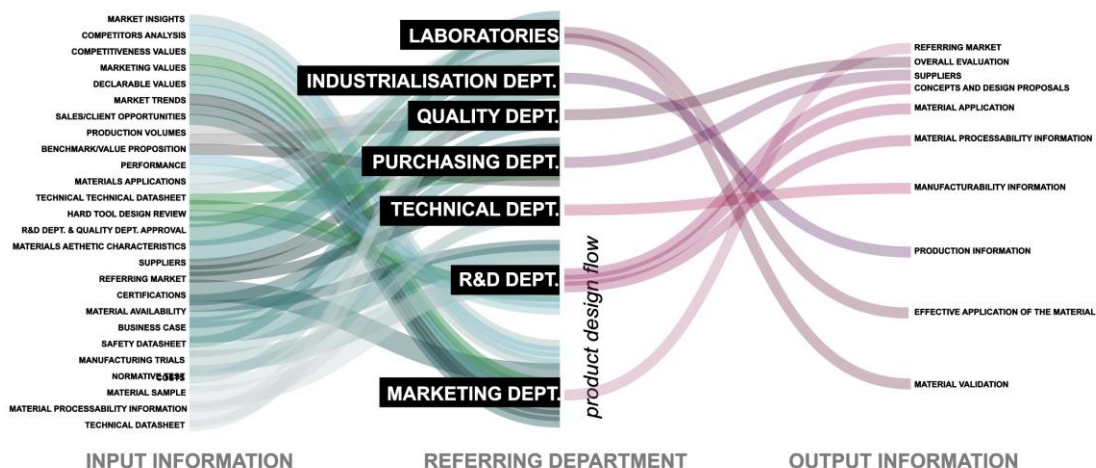 MARKET INSIGHTS
COMPETITORS ANALYSIS
COMPETITIVENESS VALUES
MARKETING VALUES
DECLARABLE VALUES
MARKET TRENDS
SALES/CLIENT OPPORTUNITIES
PRODUCTION VOLUMES
BENCHMARK/VALUE PROPOSITION
PERFORMANCE
MATERIALS APPLICATIONS
TECHNICAL TECHNICAL DATASHEET
HARD TOOL DESIGN REVIEW
R&D DEPT. & QUALITY DEPT. APPROVAL
MATERIALS AETHETIC CHARACTERISTICS
SUPPLIERS
REFERRING MARKET
CERTIFICATIONS
MATERIAL AVAILABILITY
BUSINESS CASE
SAFETY DATASHEET
MANUFACTURING TRIALS
NORMATIVE TEST
COSTS
MATERIAL SAMPLE
MATERIAL PROCESSABILITY INFORMATION
TECHNICAL DATASHEET
INPUT INFORMATION
LABORATORIES
INDUSTRIALISATION DEPT.
QUALITY DEPT.
PURCHASING DEPT.
TECHNICAL DEPT.
R&D DEPT.
MARKETING DEPT.
REFERRING DEPARTMENT
product design flow
REFERRING MARKET
OVERALL EVALUATION
SUPPLIERS
CONCEPTS AND DESIGN PROPOSALS
MATERIAL APPLICATION
MATERIAL PROCESSABILITY INFORMATION
MANUFACTURABILITY INFORMATION
PRODUCTION INFORMATION
EFFECTIVE APPLICATION OF THE MATERIAL
MATERIAL VALIDATION
OUTPUT INFORMATION